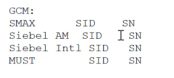 GCM:
SMAX SID SN
Siebel AM SID SN
Siebel Intl SID SN
MUST SID SN